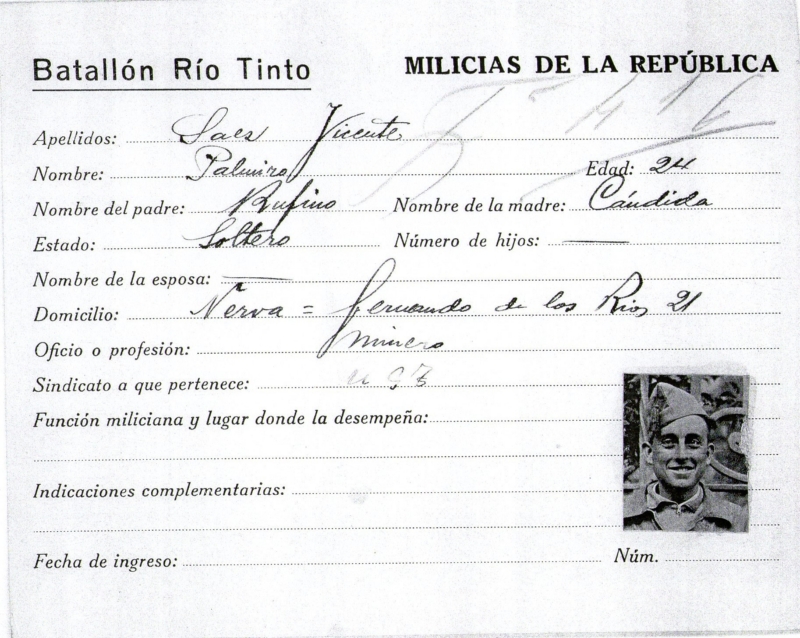 Batallón Río Tinto MILICIAS DE LA REPÚBLICA
Apellidos: Saes Vicente
Nombre: Palmiro Edad: 24
Nombre del padre: Rufino Nombre de la madre: Cándida
Estado: Soltero Número de hijos: —
Nombre de la esposa: —
Domicilio: Nerva = Fernando de los Rios 21
Oficio o profesión: Minero
Sindicato a que pertenece: UGT
Función miliciana y lugar donde la desempeña:
Indicaciones complementarias:
Fecha de ingreso: Núm.